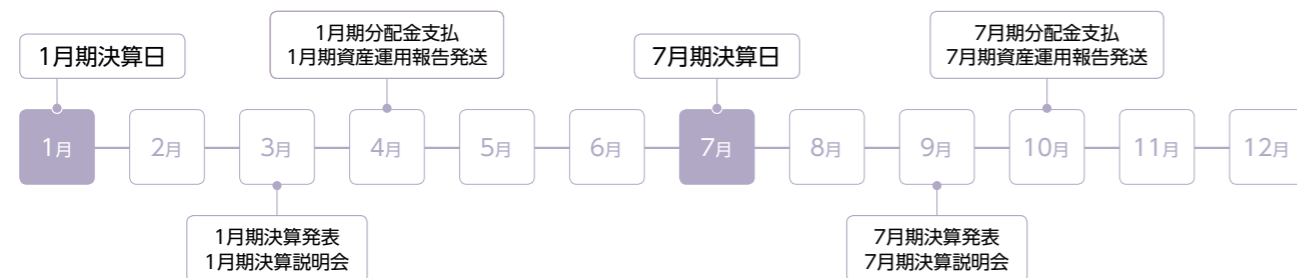 1月期決算日
1月期分配金支払
1月期資産運用報告発送
7月期決算日
7月期分配金支払
7月期資産運用報告発送
1月
2月
3月
4月
5月
6月
7月
8月
9月
10月
11月
12月
1月期決算発表
1月期決算説明会
7月期決算発表
7月期決算説明会